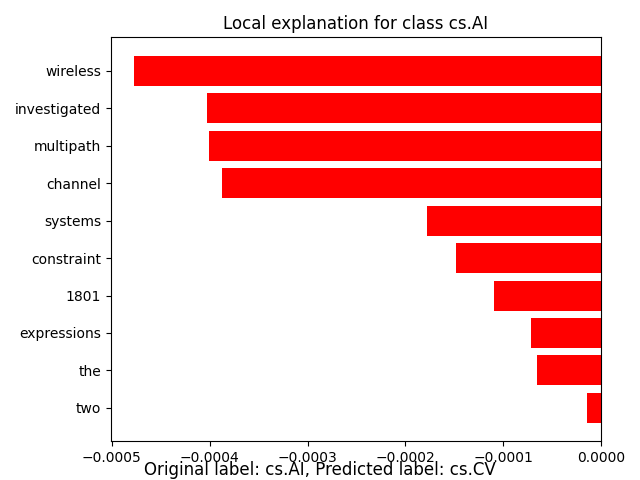 Local explanation for class cs.AI
wireless
investigated
multipath
channel
systems
constraint
1801
expressions
the
two
−0.0005 −0.0004 −0.0003 −0.0002 −0.0001 0.0000
Original label: cs.AI, Predicted label: cs.CV